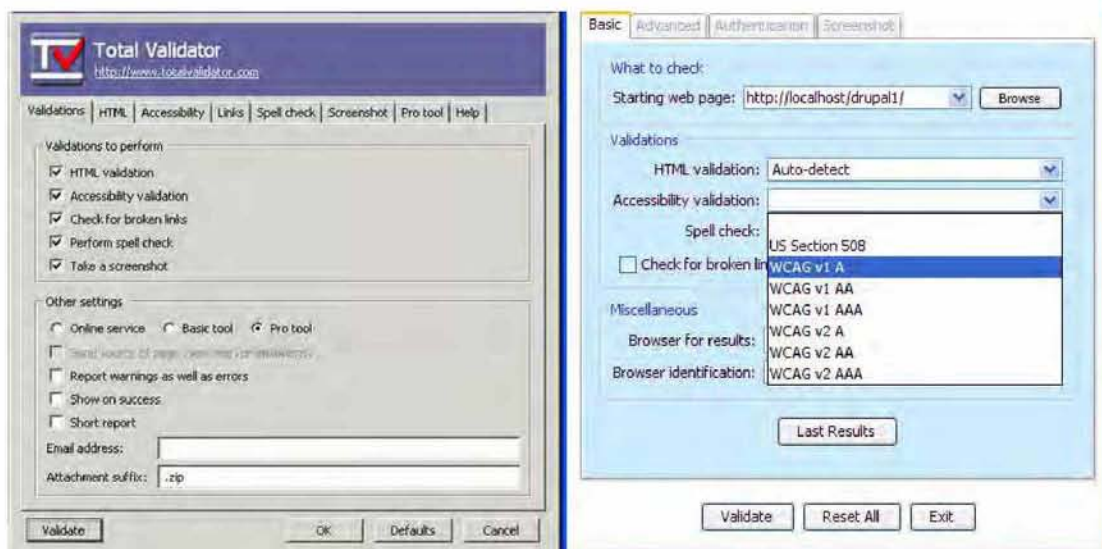 Total Validator
http://www.totalvalidator.com
Validations HTML Accessibility Links Spell check Screenshot Pro tool Help
Validations to perform
HTML validation
Accessibility validation
Check for broken links
Perform spell check
Take a screenshot
Other settings
Online service Basic tool Pro tool
Report warnings as well as errors
Show on success
Short report
Email address:
Attachment suffix: .zip
Validate OK Defaults Cancel
Basic Advanced Authentication Screenshot
What to check
Starting web page: http://localhost/drupal1/ Browse
Validations
HTML validation: Auto-detect
Accessibility validation:
Spell check:
US Section 508
Check for broken lin
WCAG v1 A
WCAG v1 AA
WCAG v1 AAA
Miscellaneous
WCAG v2 A
Browser for results:
WCAG v2 AA
Browser identification:
WCAG v2 AAA
Last Results
Validate Reset All Exit